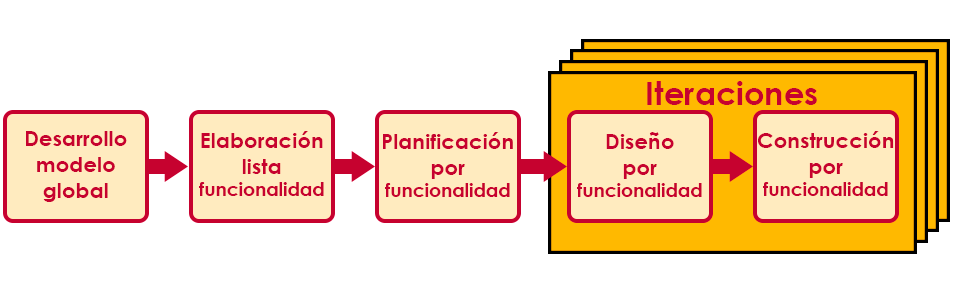 Iteraciones
Desarrollo
modelo
global
Elaboración
lista
funcionalidad
Planificación
por
funcionalidad
Diseño
por
funcionalidad
Construcción
por
funcionalidad